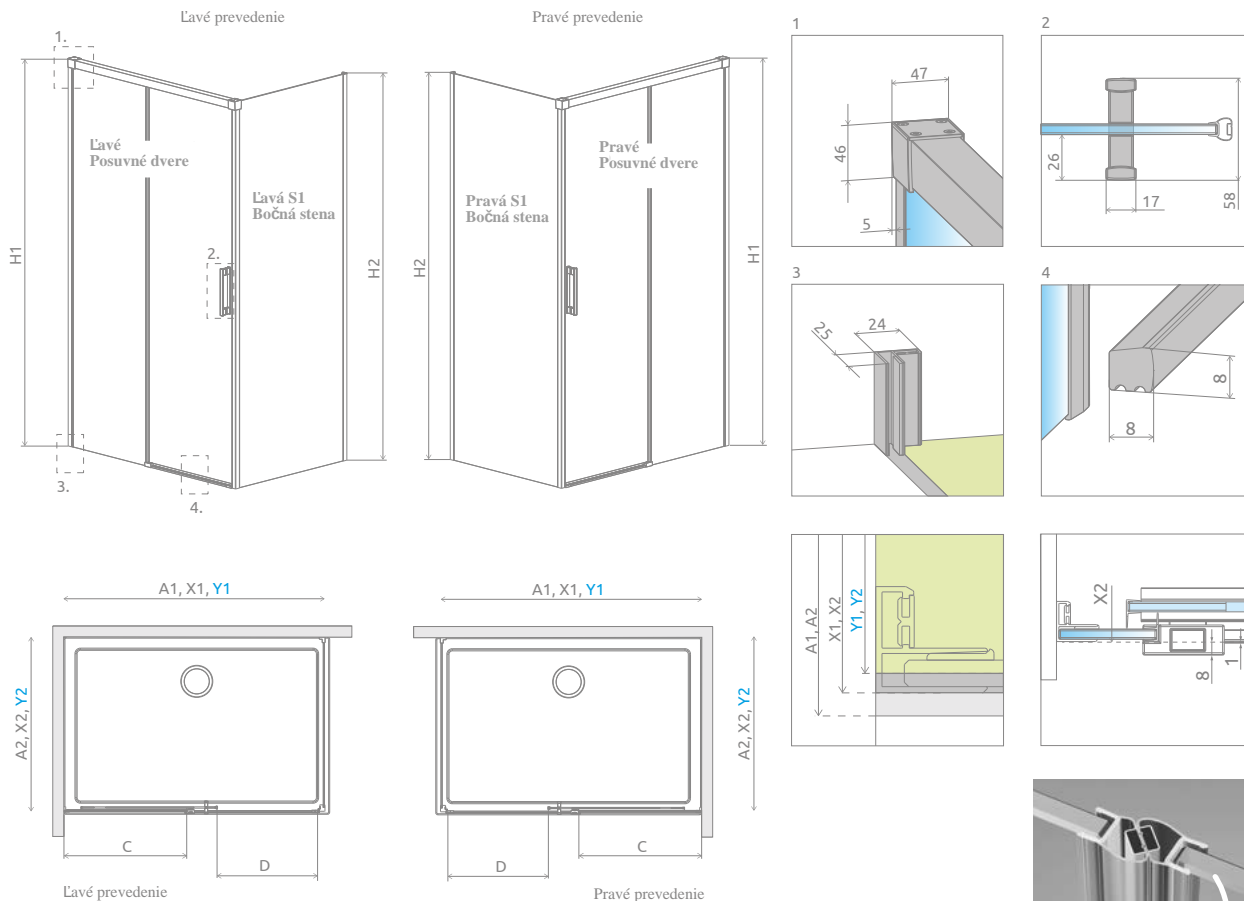 Ľavé prevedenie
Pravé prevedenie
1.
H1
Ľavé
Posuvné dvere
Ľavá S1
Bočná stena
2.
H2
3.
4.
H2
Pravá S1
Bočná stena
Pravé
Posuvné dvere
H1
1
47
46
5
2
26
17
58
3
25
24
4
8
8
A1, X1, Y1
A2, X2, Y2
C
D
Ľavé prevedenie
A1, X1, Y1
A2, X2, Y2
D
C
Pravé prevedenie
A1, A2
X1, X2
Y1, Y2
X2
8
1